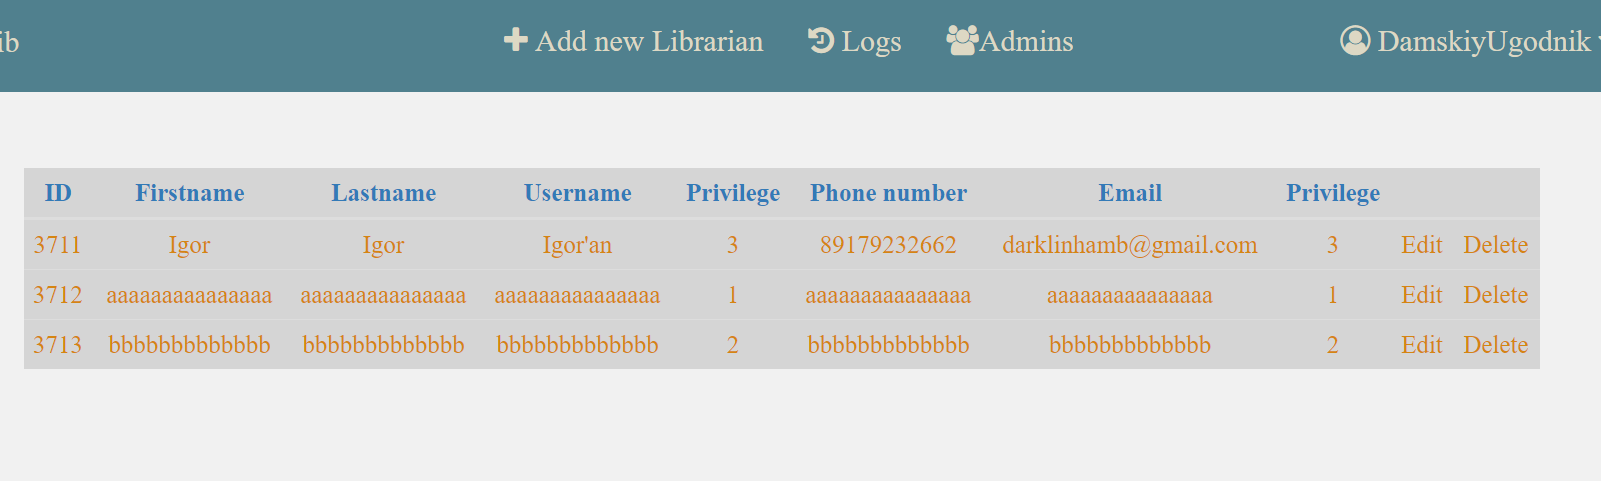 ib Add new Librarian Logs Admins DamskiyUgodnik
ID Firstname Lastname Username Privilege Phone number Email Privilege
3711 Igor Igor Igor'an 3 89179232662 darklinhamb@gmail.com 3 Edit Delete
3712 aaaaaaaaaaaaaaa aaaaaaaaaaaaaaa aaaaaaaaaaaaaaa 1 aaaaaaaaaaaaaaa aaaaaaaaaaaaaaa 1 Edit Delete
3713 bbbbbbbbbbbbb bbbbbbbbbbbbb bbbbbbbbbbbbb 2 bbbbbbbbbbbbb bbbbbbbbbbbbb 2 Edit Delete